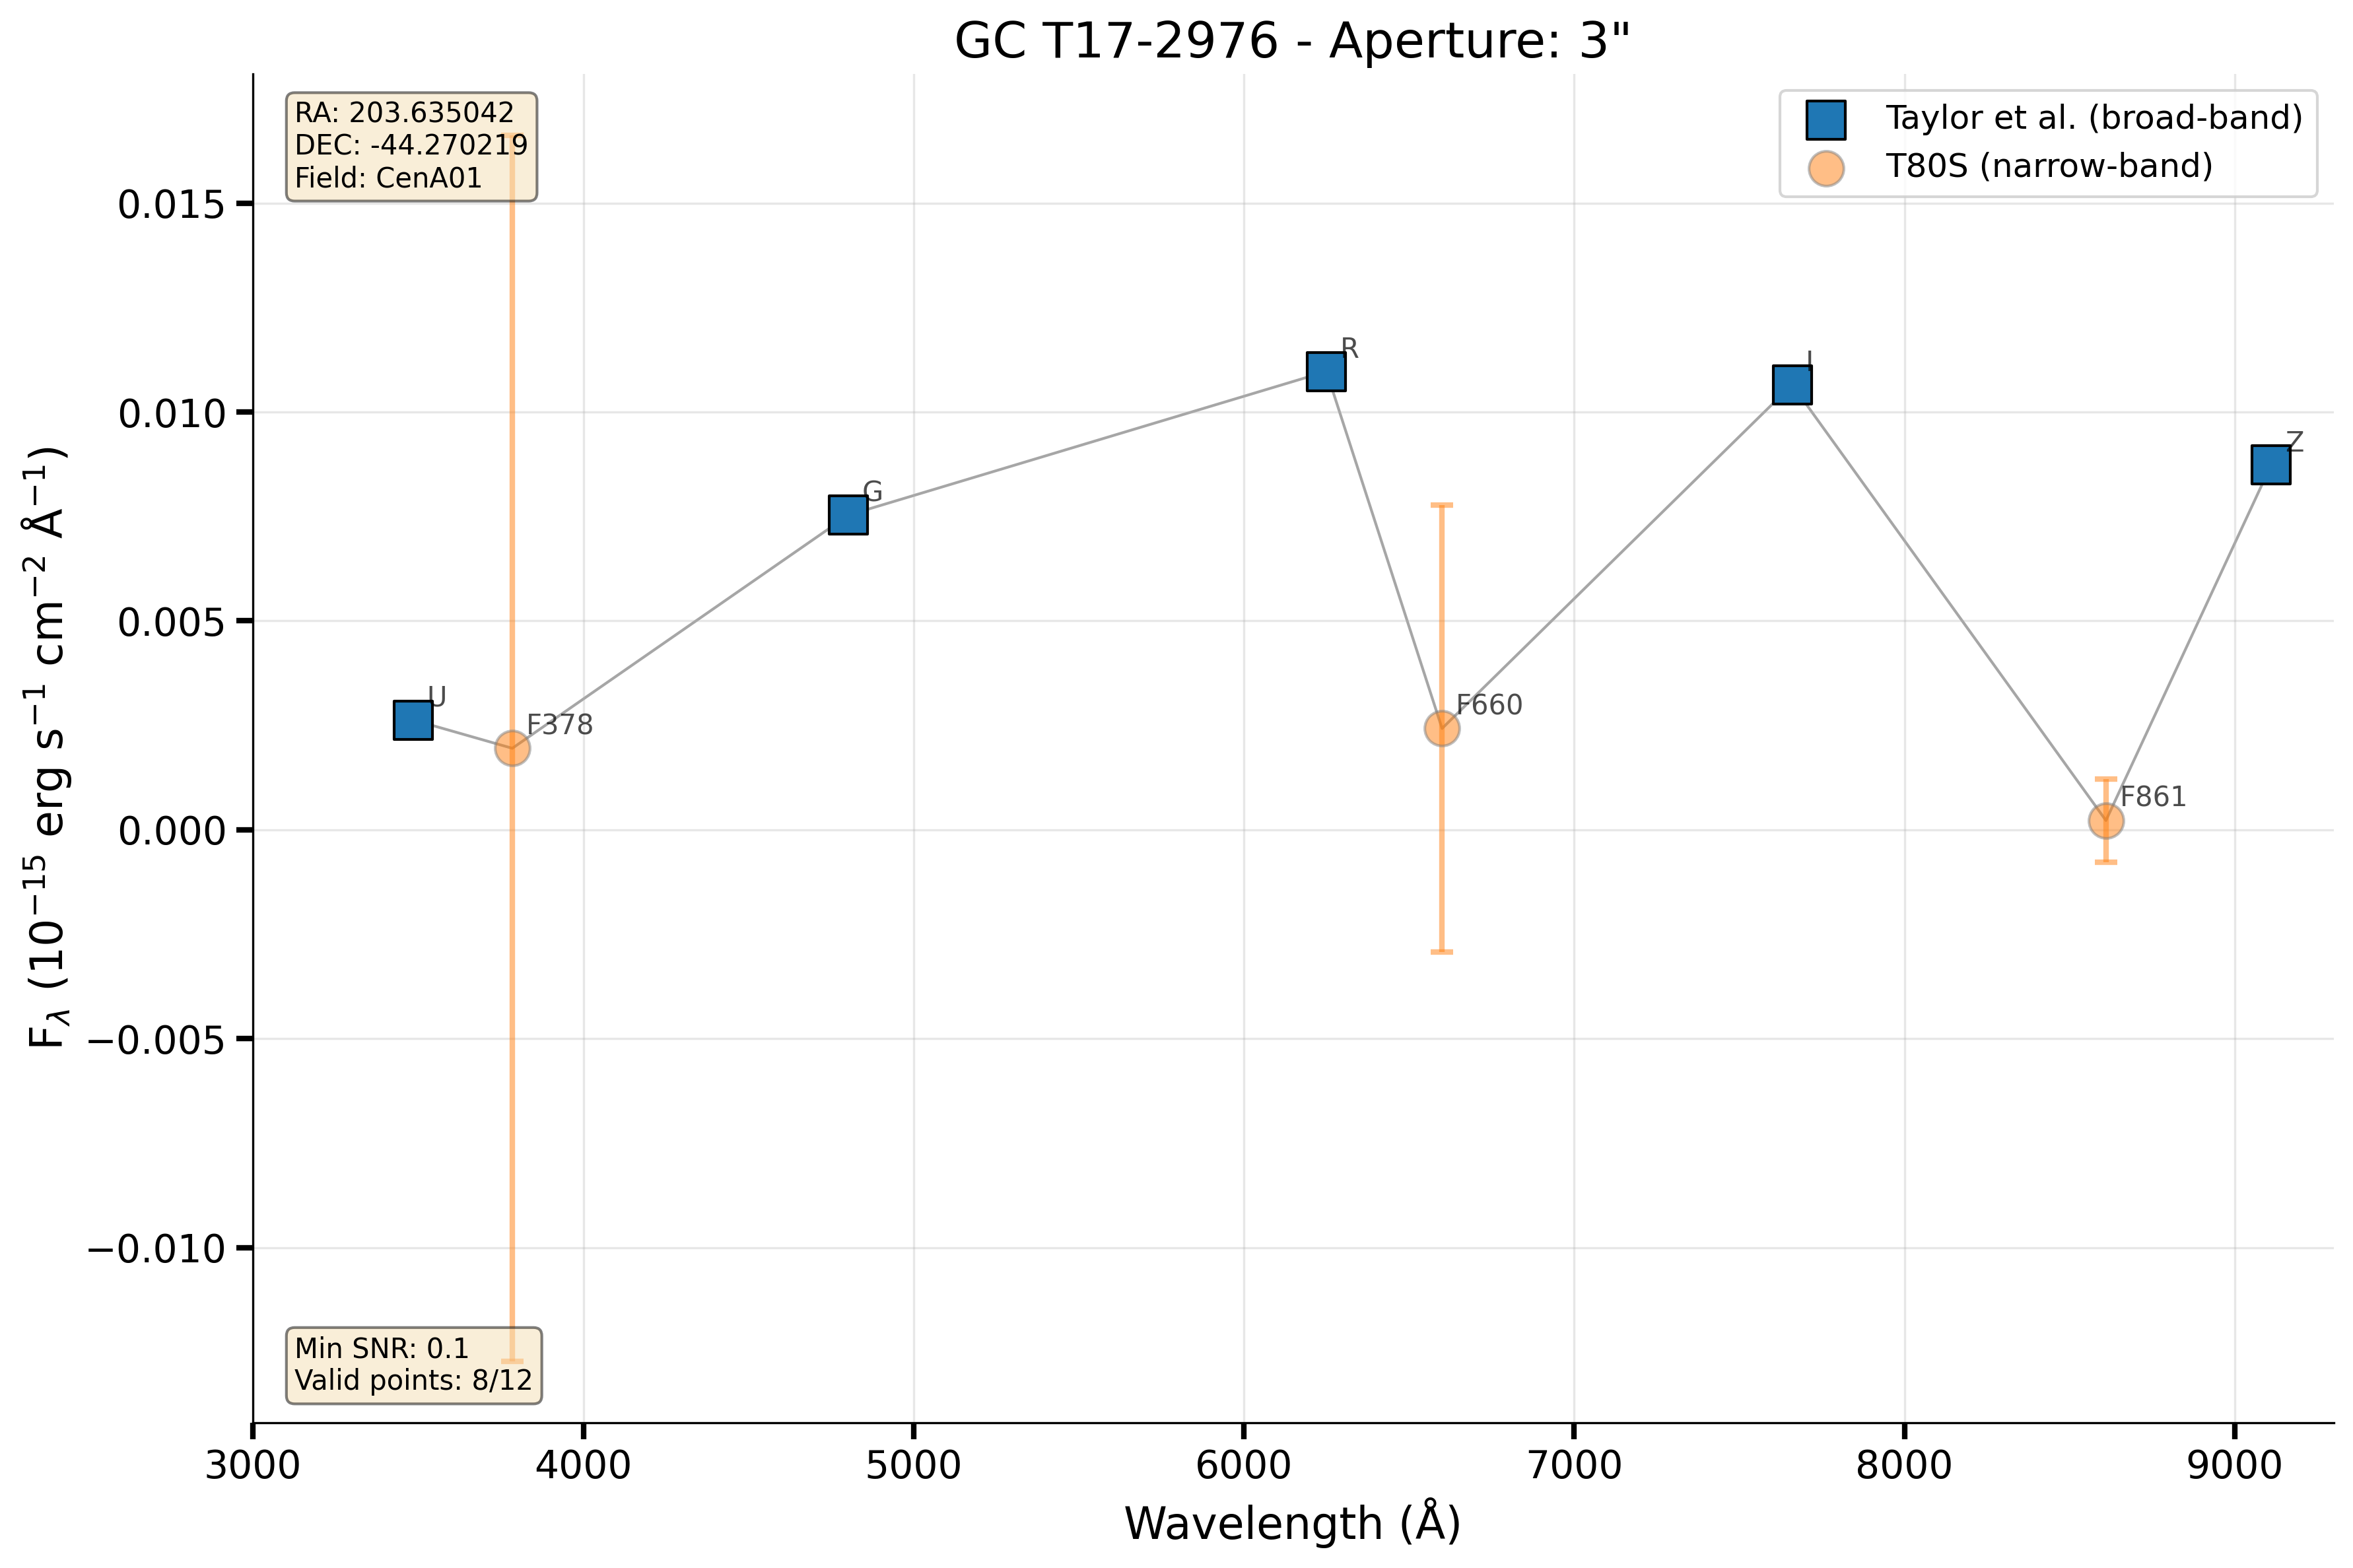 GC T17-2976 - Aperture: 3"
RA: 203.635042
DEC: -44.270219
Field: CenA01
Taylor et al. (broad-band)
T80S (narrow-band)
0.015
0.010
0.005
0.000
−0.005
−0.010
F_λ (10⁻¹⁵ erg s⁻¹ cm⁻² Å⁻¹)
U
F378
G
R
F660
I
F861
Z
Min SNR: 0.1
Valid points: 8/12
3000 4000 5000 6000 7000 8000 9000
Wavelength (Å)